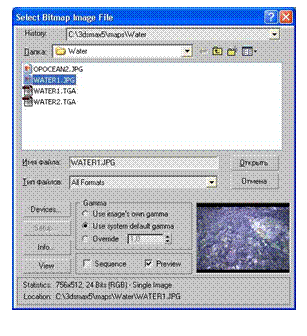 Select Bitmap Image File
History: C:\3dsmax5\maps\Water
Папка: Water
OPOCEAN2.JPG
WATER1.JPG
WATER1.TGA
WATER2.TGA
Имя файла: WATER1.JPG Открыть
Тип файлов: All Formats Отмена
Devices... Gamma
Use image's own gamma
Setup... Use system default gamma
Override 1,0
Info...
View Sequence Preview
Statistics: 756x512, 24 Bits (RGB) - Single Image
Location: C:\3dsmax5\maps\Water\WATER1.JPG